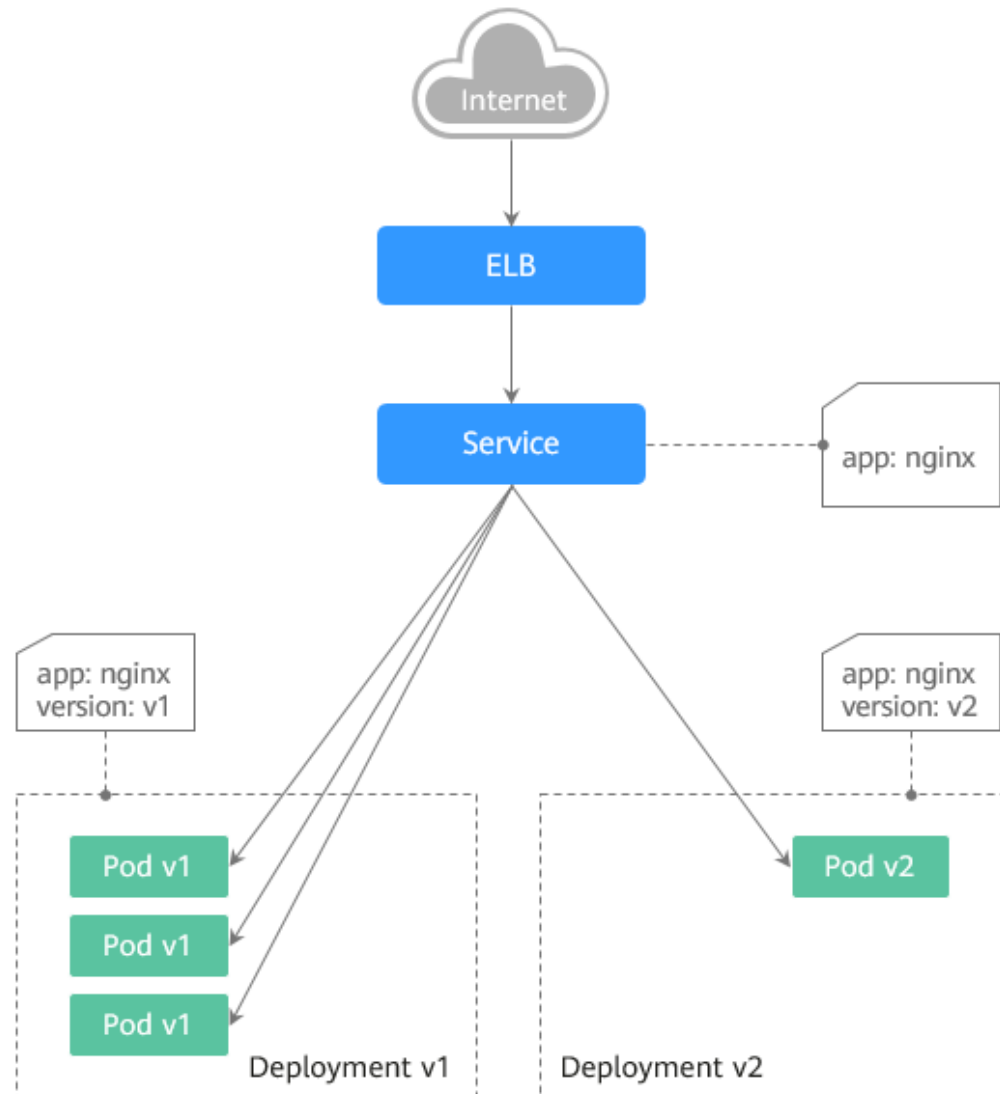 Internet
ELB
Service
app: nginx
app: nginx
version: v1
app: nginx
version: v2
Pod v1
Pod v1
Pod v1
Deployment v1
Pod v2
Deployment v2